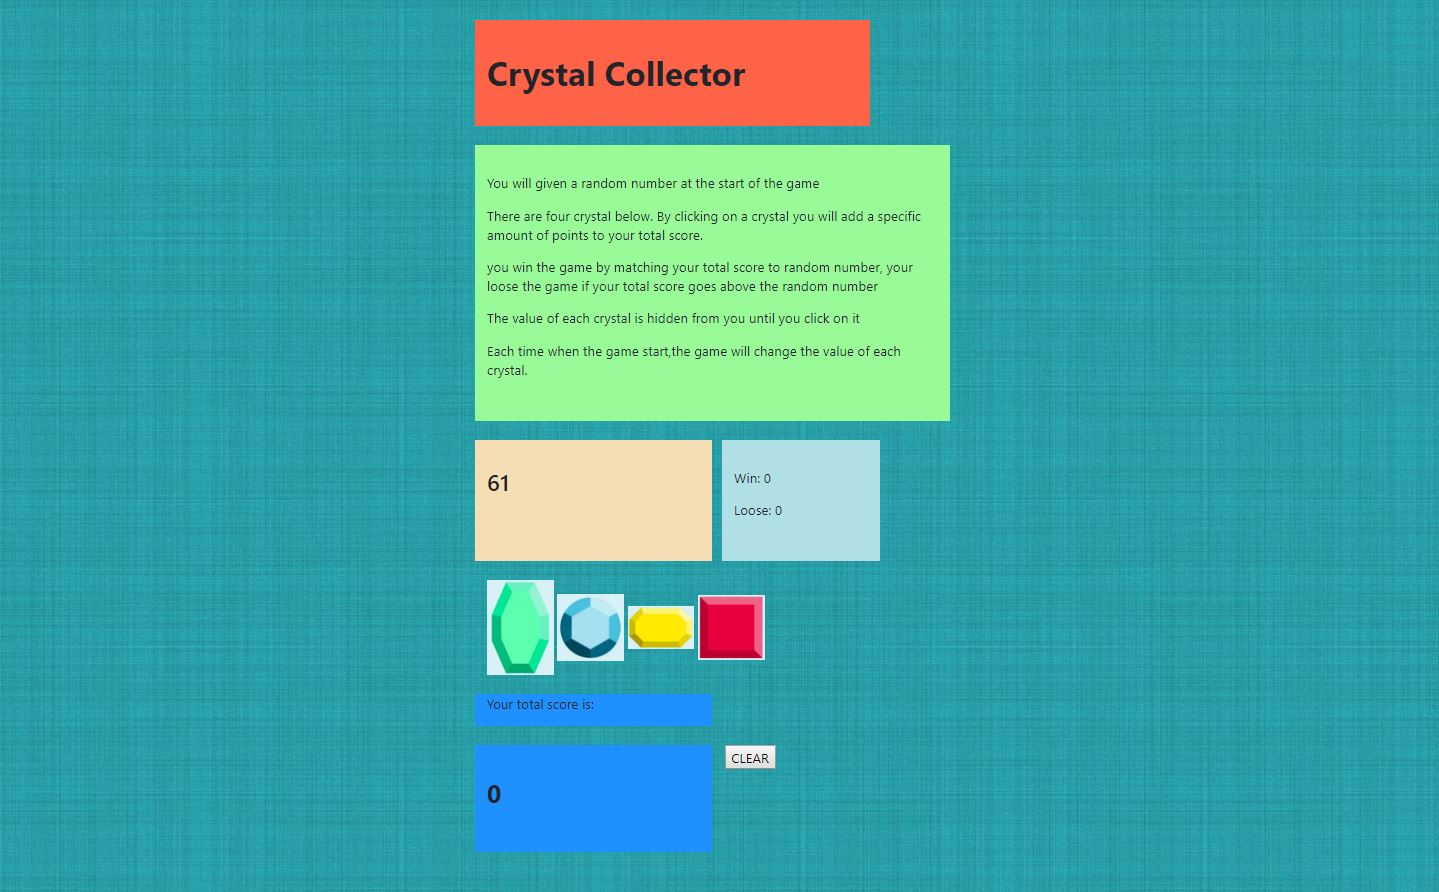 Crystal Collector
You will given a random number at the start of the game
There are four crystal below. By clicking on a crystal you will add a specific
amount of points to your total score.
you win the game by matching your total score to random number, your
loose the game if your total score goes above the random number
The value of each crystal is hidden from you until you click on it
Each time when the game start,the game will change the value of each
crystal.
61
Win: 0
Loose: 0
Your total score is:
0
CLEAR